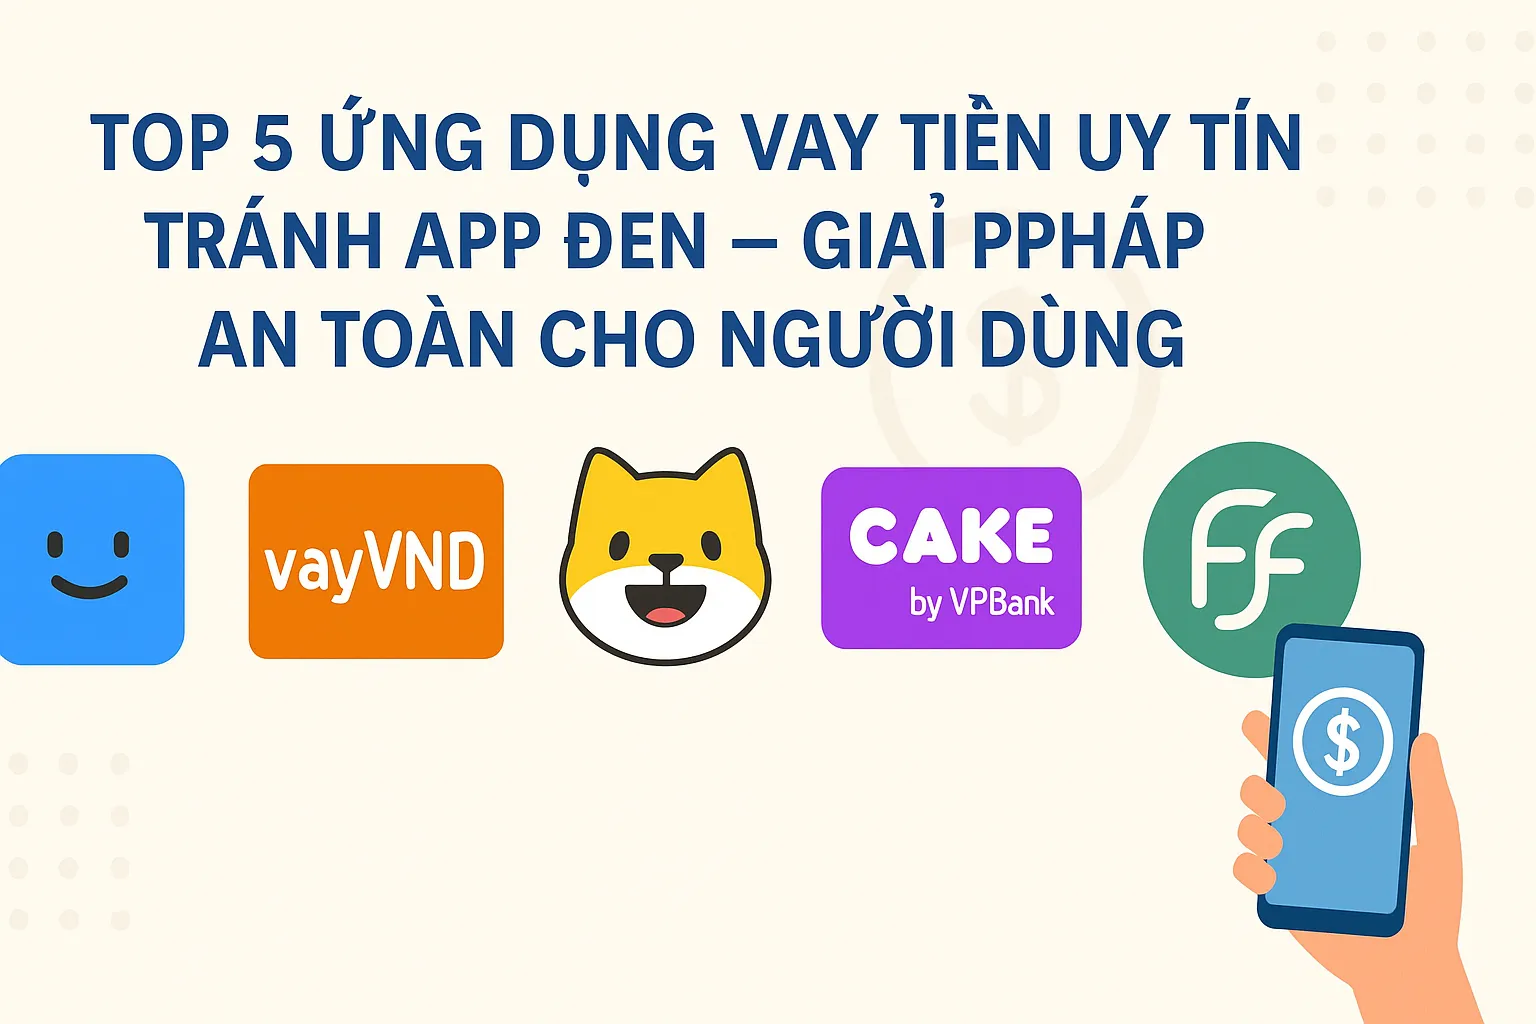 TOP 5 ỨNG DỤNG VAY TIỀN UY TÍN
TRÁNH APP ĐEN – GIAỈ PPHÁP
AN TOÀN CHO NGƯỜI DÙNG
vayVND
CAKE
by VPBank
FF
$
$